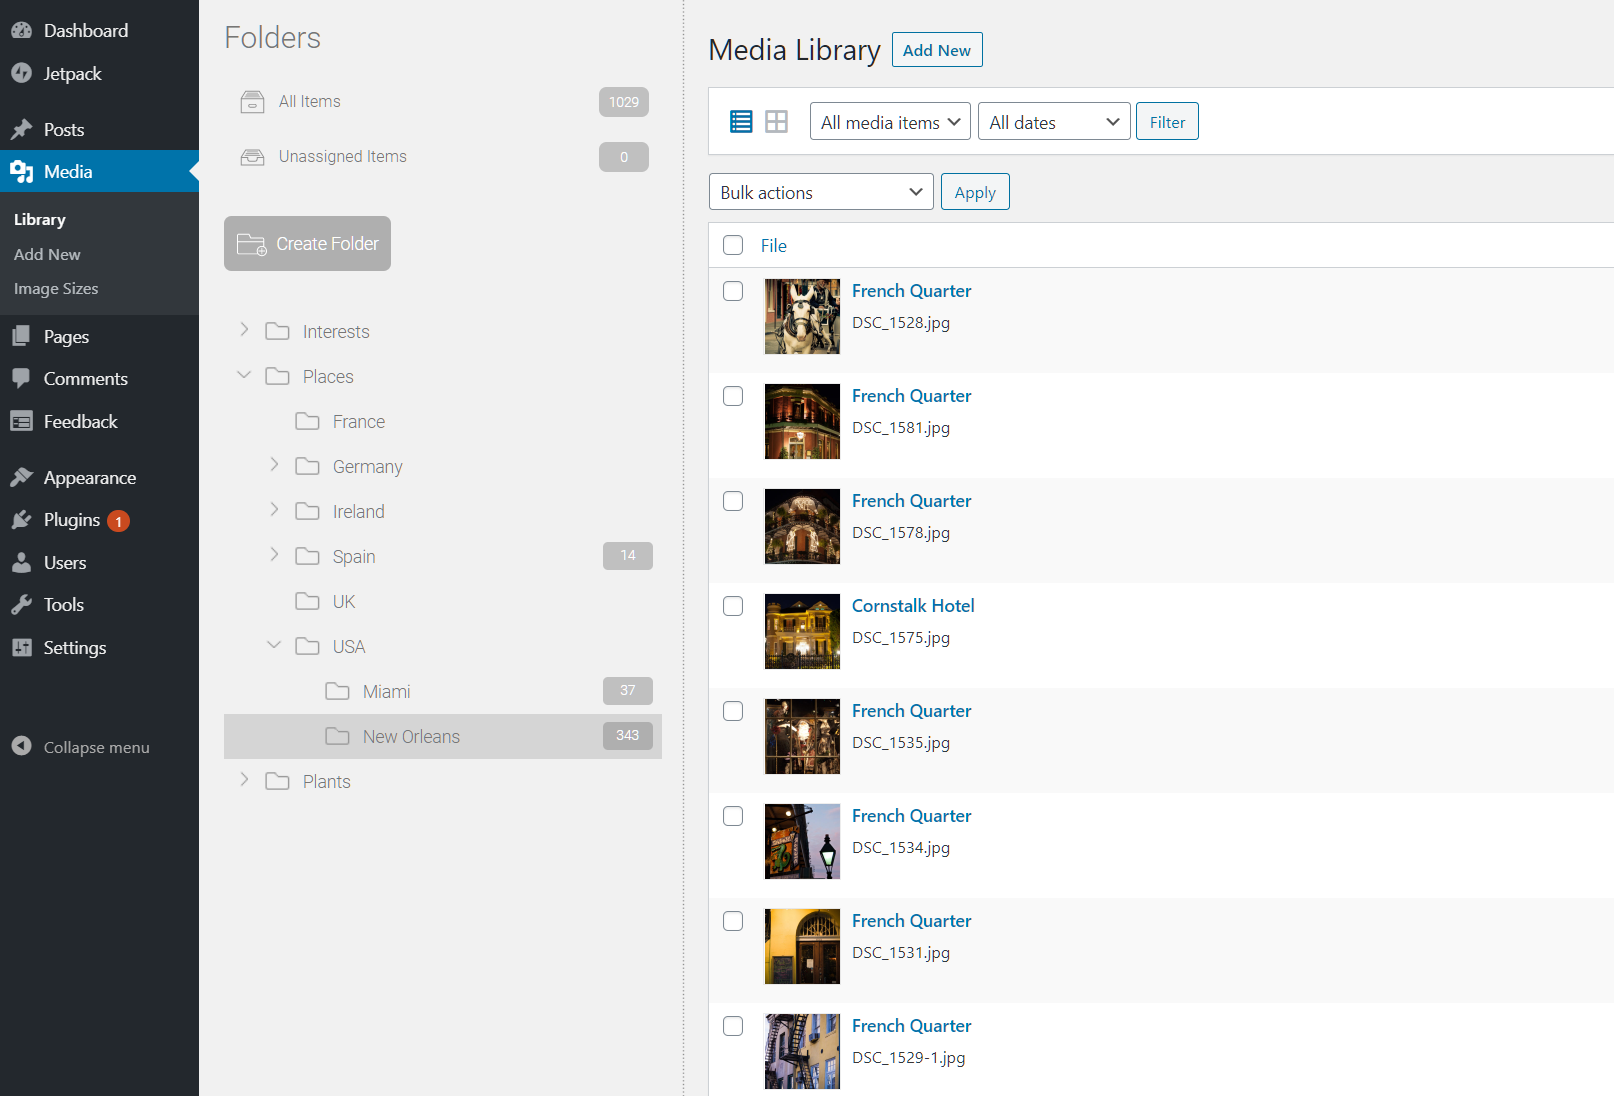 Dashboard
Jetpack
Posts
Media
Library
Add New
Image Sizes
Pages
Comments
Feedback
Appearance
Plugins 1
Users
Tools
Settings
Collapse menu
Folders
All Items 1029
Unassigned Items 0
Create Folder
Interests
Places
France
Germany
Ireland
Spain 14
UK
USA
Miami 37
New Orleans 343
Plants
Media Library Add New
All media items All dates Filter
Bulk actions Apply
File
French Quarter
DSC_1528.jpg
French Quarter
DSC_1581.jpg
French Quarter
DSC_1578.jpg
Cornstalk Hotel
DSC_1575.jpg
French Quarter
DSC_1535.jpg
French Quarter
DSC_1534.jpg
French Quarter
DSC_1531.jpg
French Quarter
DSC_1529-1.jpg